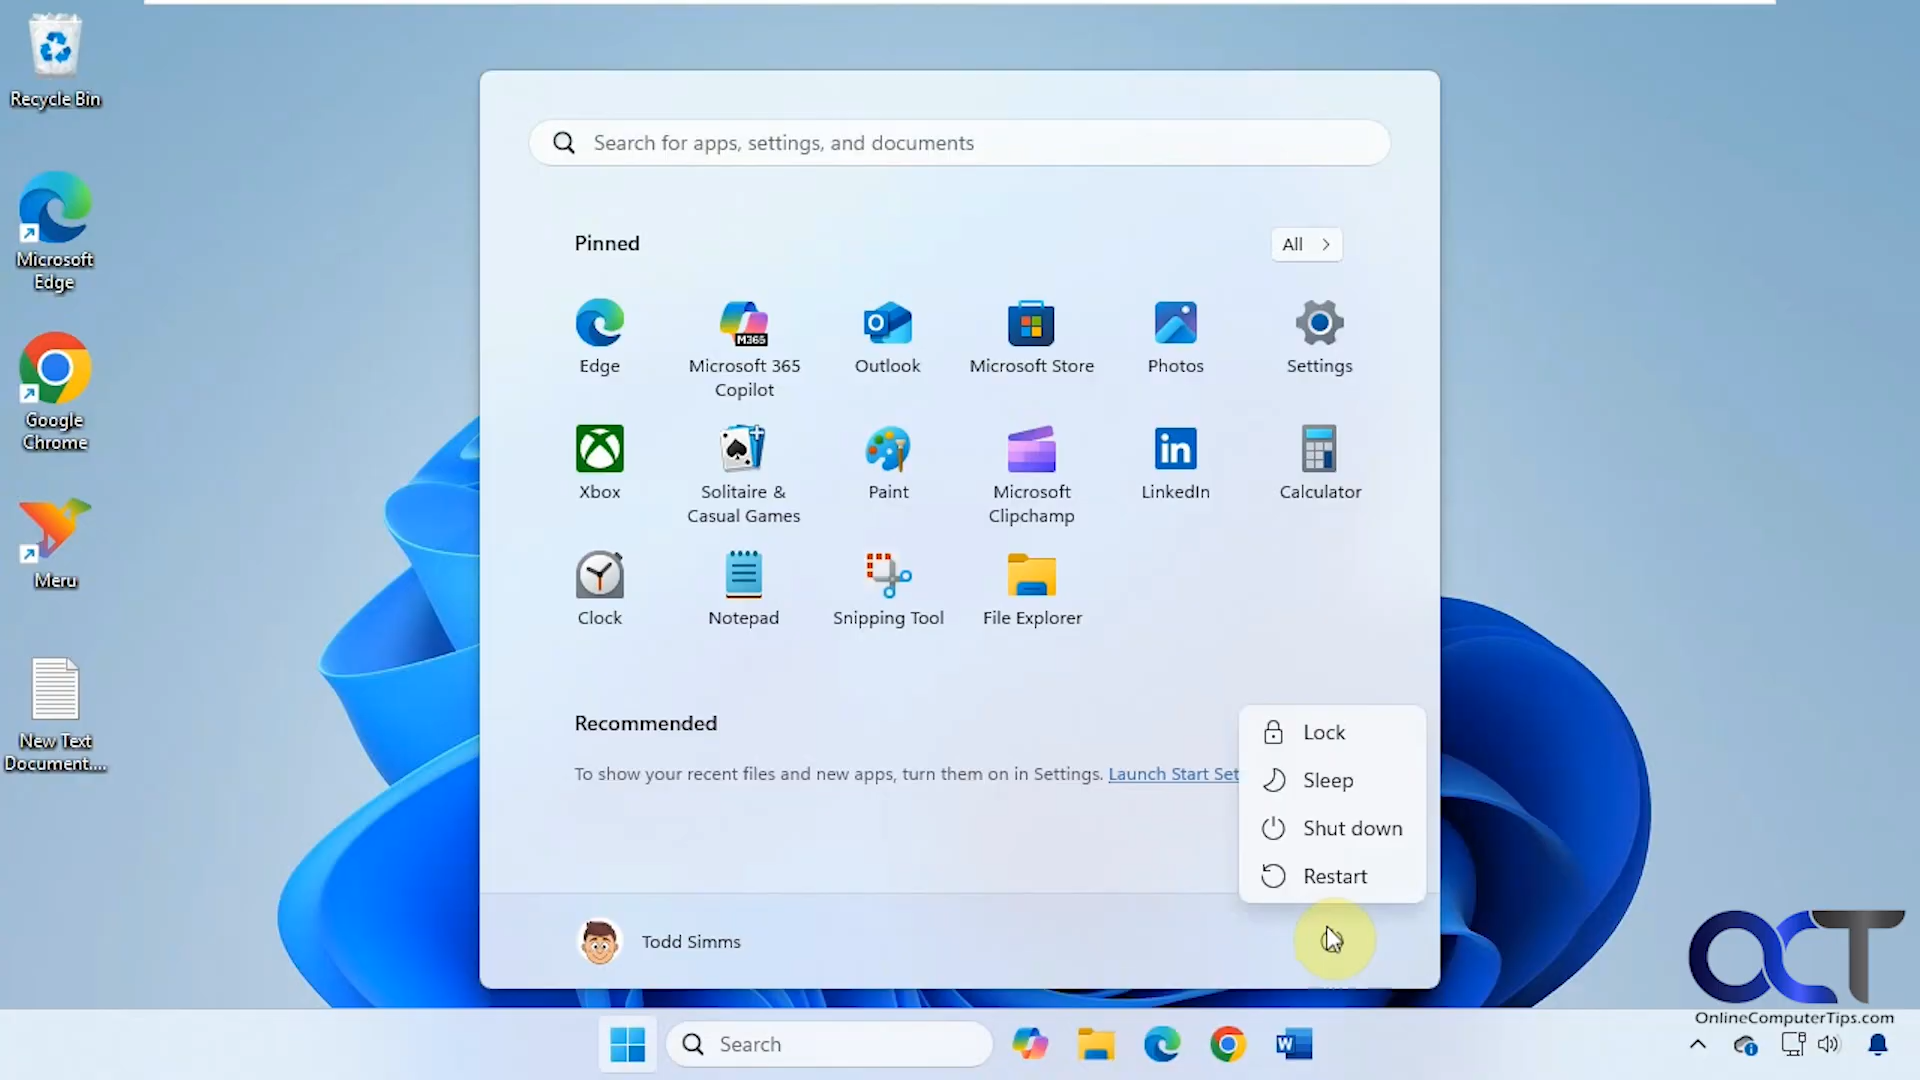 Recycle Bin
Microsoft
Edge
Google
Chrome
Meru
New Text
Document....
Search for apps, settings, and documents
Pinned
All
Edge
Microsoft 365
Copilot
M365
Outlook
Microsoft Store
Photos
Settings
Xbox
Solitaire &
Casual Games
Paint
Microsoft
Clipchamp
in
LinkedIn
Calculator
Clock
Notepad
Snipping Tool
File Explorer
Recommended
To show your recent files and new apps, turn them on in Settings. Launch Start Set
Lock
Sleep
Shut down
Restart
Todd Simms
OCT
OnlineComputerTips.com
Search
W